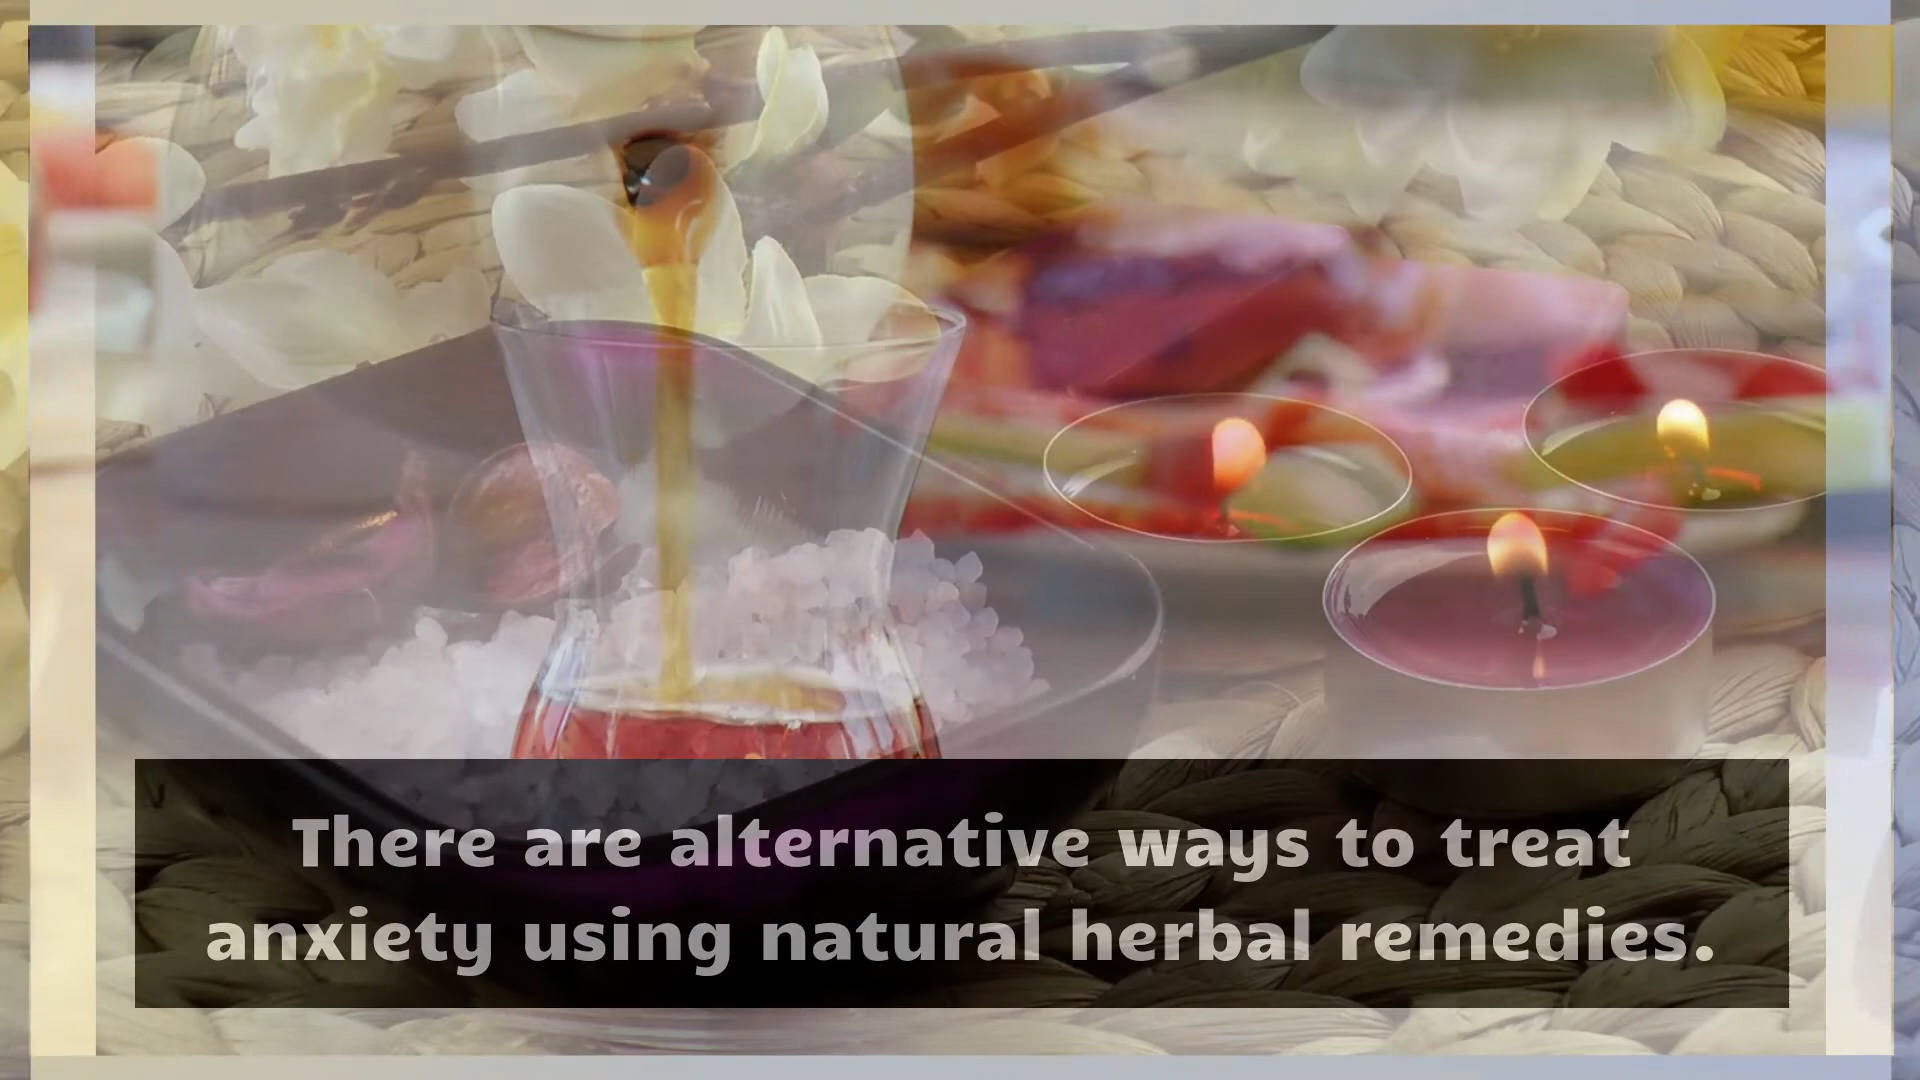 There are alternative ways to treat
anxiety using natural herbal remedies.